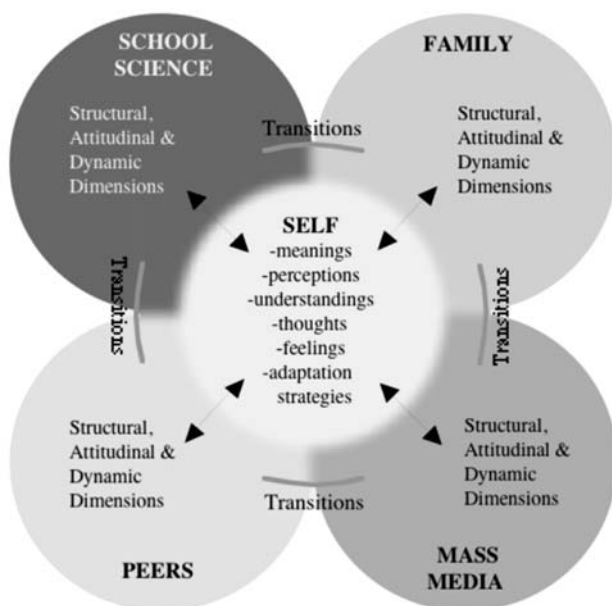 SCHOOL
SCIENCE
Structural,
Attitudinal &
Dynamic
Dimensions
FAMILY
Structural,
Attitudinal &
Dynamic
Dimensions
Transitions
SELF
-meanings
-perceptions
-understandings
-thoughts
-feelings
-adaptation
strategies
Transitions
Transitions
Structural,
Attitudinal &
Dynamic
Dimensions
PEERS
Transitions
Structural,
Attitudinal &
Dynamic
Dimensions
MASS
MEDIA